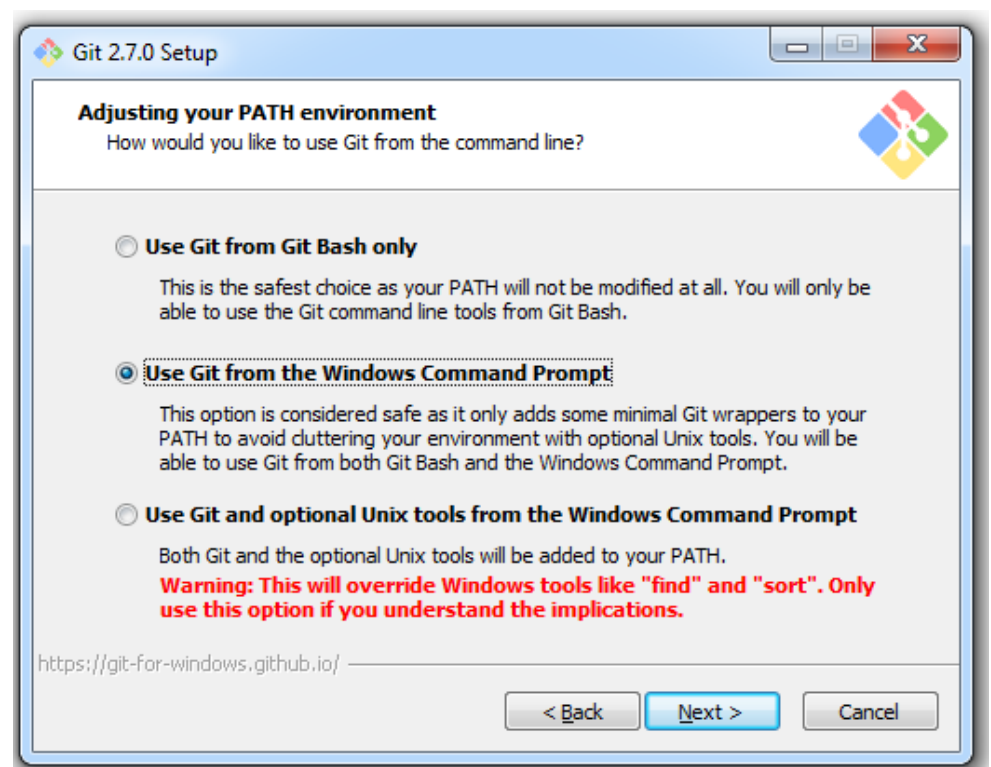 Git 2.7.0 Setup
Adjusting your PATH environment
How would you like to use Git from the command line?
Use Git from Git Bash only
This is the safest choice as your PATH will not be modified at all. You will only be
able to use the Git command line tools from Git Bash.
Use Git from the Windows Command Prompt
This option is considered safe as it only adds some minimal Git wrappers to your
PATH to avoid cluttering your environment with optional Unix tools. You will be
able to use Git from both Git Bash and the Windows Command Prompt.
Use Git and optional Unix tools from the Windows Command Prompt
Both Git and the optional Unix tools will be added to your PATH.
Warning: This will override Windows tools like "find" and "sort". Only
use this option if you understand the implications.
https://git-for-windows.github.io/
< Back Next > Cancel